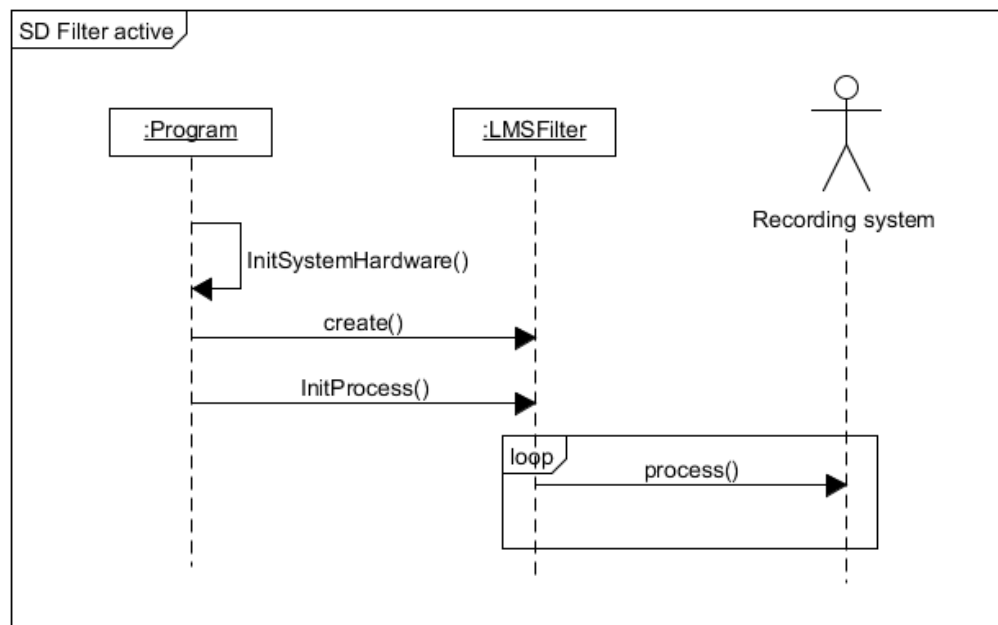 SD Filter active
:Program
:LMSFilter
Recording system
InitSystemHardware()
create()
InitProcess()
loop
process()